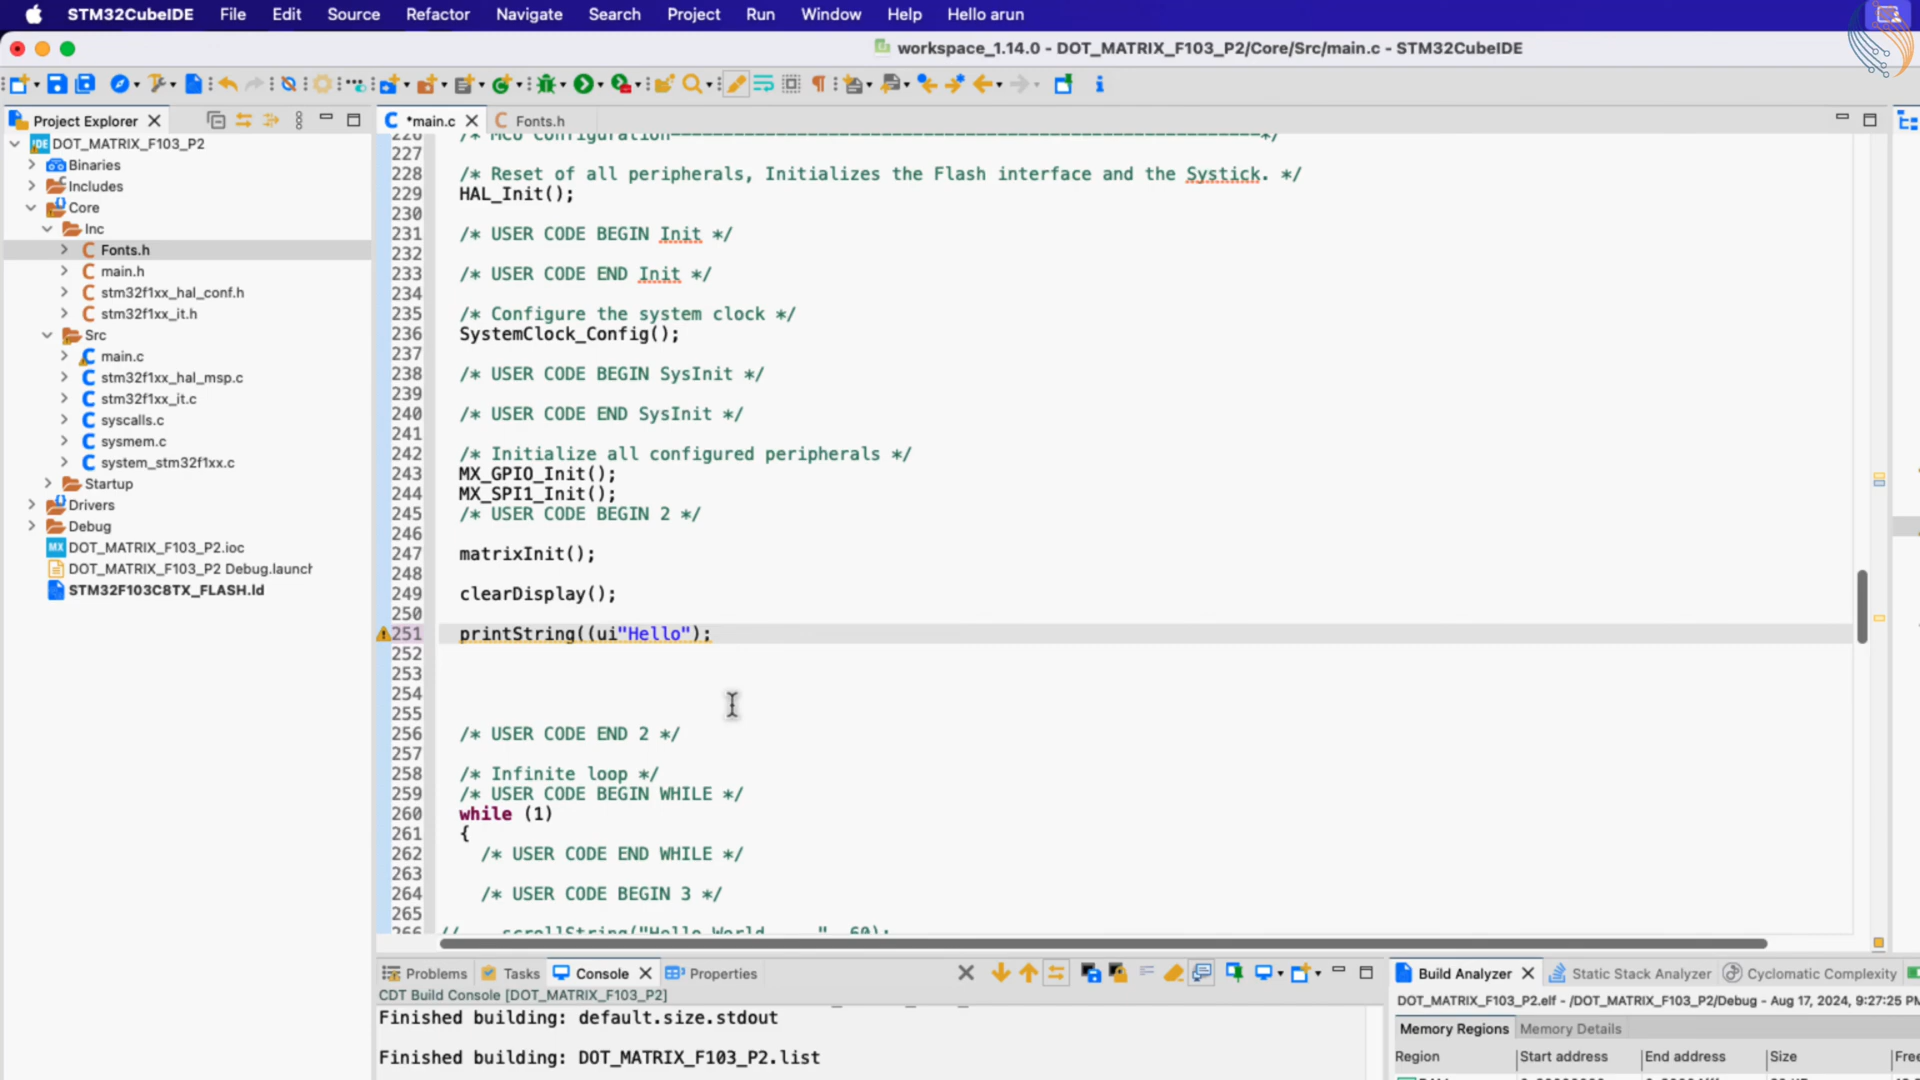 STM32CubeIDE File Edit Source Refactor Navigate Search Project Run Window Help Hello arun
workspace_1.14.0 - DOT_MATRIX_F103_P2/Core/Src/main.c - STM32CubeIDE
Project Explorer
DOT_MATRIX_F103_P2
Binaries
Includes
Core
Inc
Fonts.h
main.h
stm32f1xx_hal_conf.h
stm32f1xx_it.h
Src
main.c
stm32f1xx_hal_msp.c
stm32f1xx_it.c
syscalls.c
sysmem.c
system_stm32f1xx.c
Startup
Drivers
Debug
MX DOT_MATRIX_F103_P2.ioc
DOT_MATRIX_F103_P2 Debug.launch
STM32F103C8TX_FLASH.ld
*main.c Fonts.h
226 /* MCU Configuration--------------------------------------------------------*/
227
228 /* Reset of all peripherals, Initializes the Flash interface and the Systick. */
229 HAL_Init();
230
231 /* USER CODE BEGIN Init */
232
233 /* USER CODE END Init */
234
235 /* Configure the system clock */
236 SystemClock_Config();
237
238 /* USER CODE BEGIN SysInit */
239
240 /* USER CODE END SysInit */
241
242 /* Initialize all configured peripherals */
243 MX_GPIO_Init();
244 MX_SPI1_Init();
245 /* USER CODE BEGIN 2 */
246
247 matrixInit();
248
249 clearDisplay();
250
251 printString((ui"Hello");
252
253
254
255
256 /* USER CODE END 2 */
257
258 /* Infinite loop */
259 /* USER CODE BEGIN WHILE */
260 while (1)
261 {
262 /* USER CODE END WHILE */
263
264 /* USER CODE BEGIN 3 */
265
266 // scrollString("Hello World    ", 60);
Problems Tasks Console Properties
CDT Build Console [DOT_MATRIX_F103_P2]
Finished building: default.size.stdout
Finished building: DOT_MATRIX_F103_P2.list
Build Analyzer Static Stack Analyzer Cyclomatic Complexity
DOT_MATRIX_F103_P2.elf - /DOT_MATRIX_F103_P2/Debug - Aug 17, 2024, 9:27:25 PM
Memory Regions Memory Details
Region Start address End address Size Free